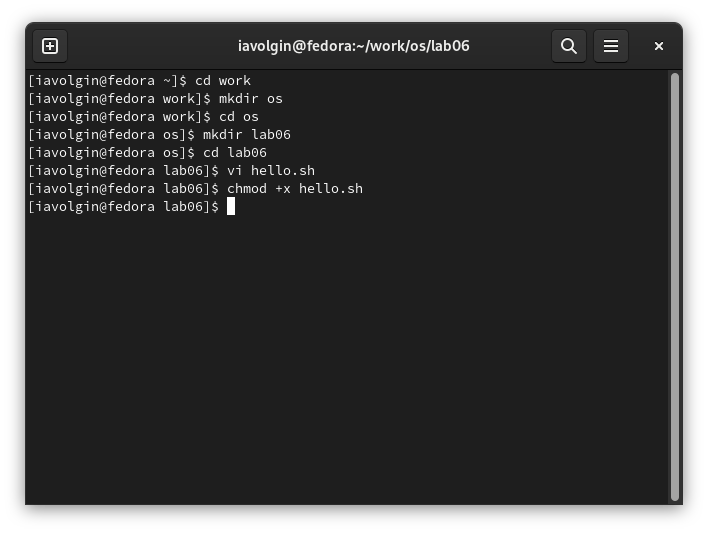 iavolgin@fedora:~/work/os/lab06
[iavolgin@fedora ~]$ cd work
[iavolgin@fedora work]$ mkdir os
[iavolgin@fedora work]$ cd os
[iavolgin@fedora os]$ mkdir lab06
[iavolgin@fedora os]$ cd lab06
[iavolgin@fedora lab06]$ vi hello.sh
[iavolgin@fedora lab06]$ chmod +x hello.sh
[iavolgin@fedora lab06]$